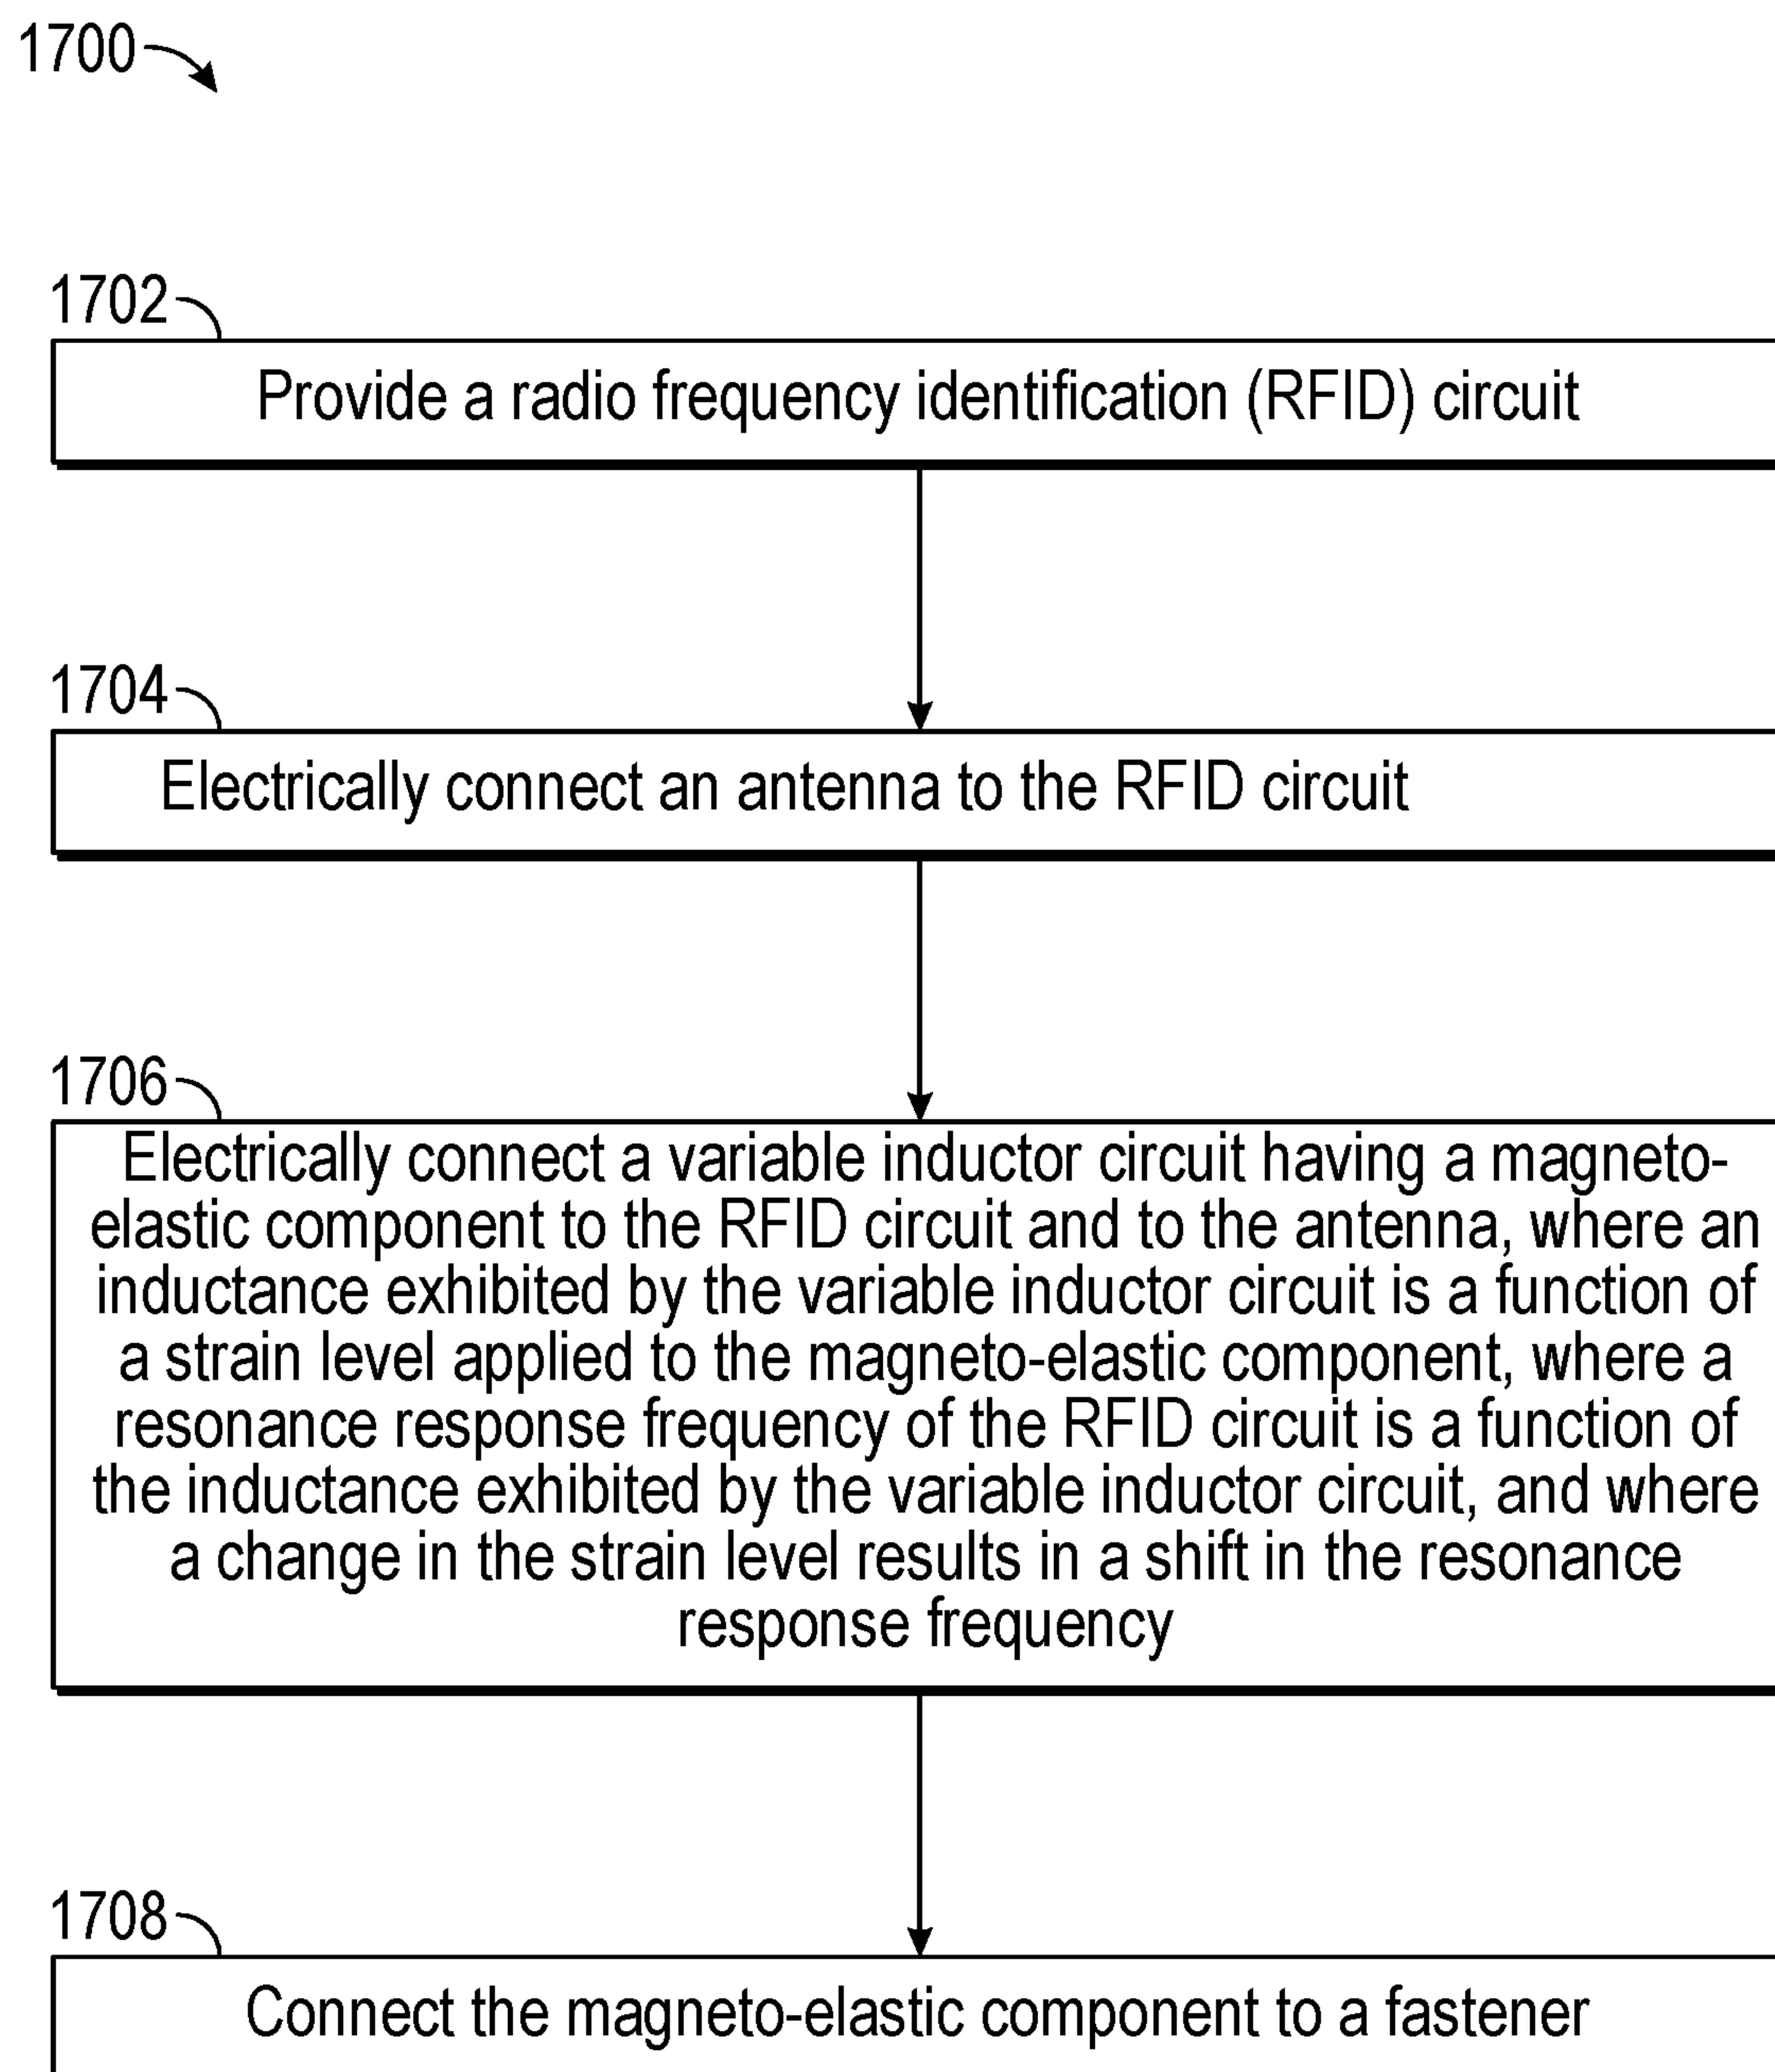 1700
1702
Provide a radio frequency identification (RFID) circuit
1704
Electrically connect an antenna to the RFID circuit
1706
Electrically connect a variable inductor circuit having a magneto-
elastic component to the RFID circuit and to the antenna, where an
inductance exhibited by the variable inductor circuit is a function of
a strain level applied to the magneto-elastic component, where a
resonance response frequency of the RFID circuit is a function of
the inductance exhibited by the variable inductor circuit, and where
a change in the strain level results in a shift in the resonance
response frequency
1708
Connect the magneto-elastic component to a fastener